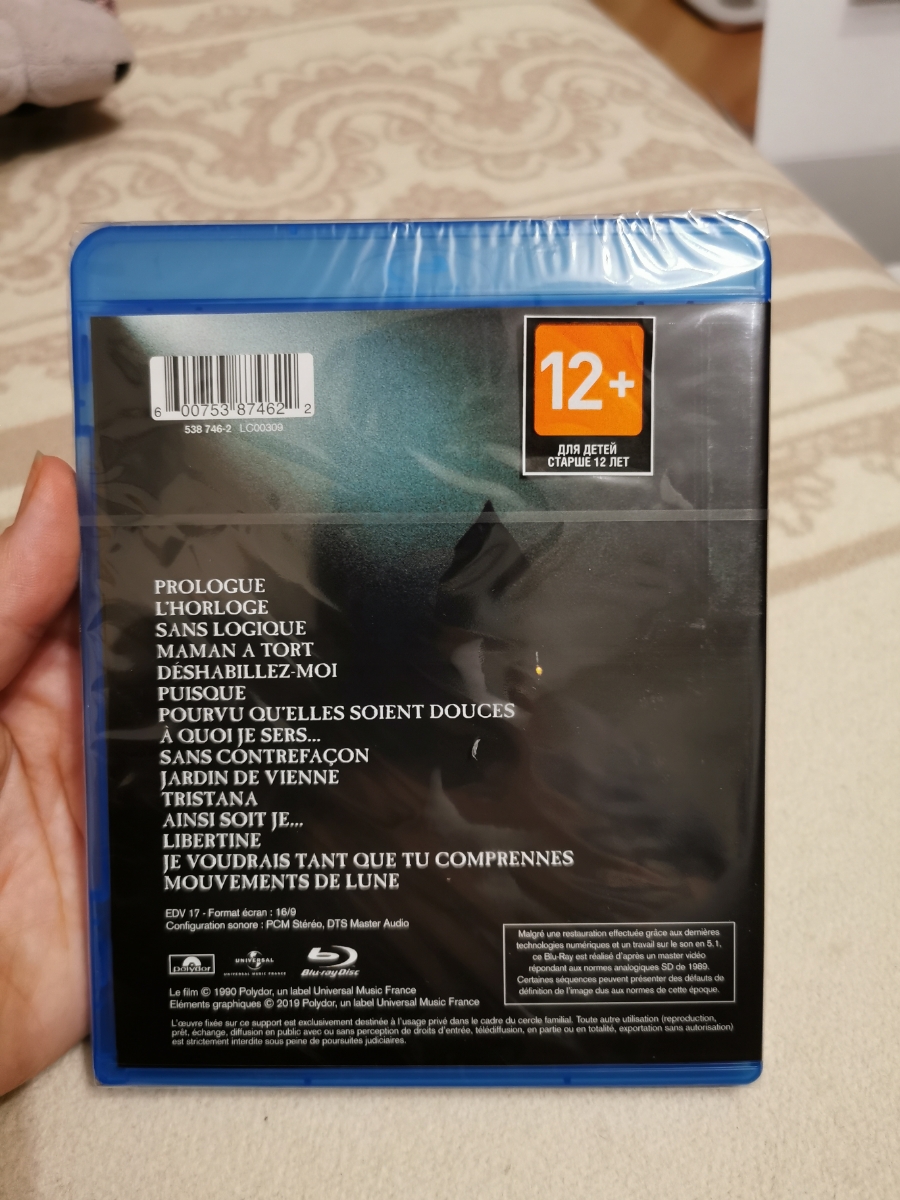 6 00753 87462 2
538 746-2 LC00309
12+
ДЛЯ ДЕТЕЙ
СТАРШЕ 12 ЛЕТ
PROLOGUE
L'HORLOGE
SANS LOGIQUE
MAMAN A TORT
DÉSHABILLEZ-MOI
PUISQUE
POURVU QU'ELLES SOIENT DOUCES
À QUOI JE SERS...
SANS CONTREFAÇON
JARDIN DE VIENNE
TRISTANA
AINSI SOIT JE...
LIBERTINE
JE VOUDRAIS TANT QUE TU COMPRENNES
MOUVEMENTS DE LUNE
EDV 17 - Format écran : 16/9
Configuration sonore : PCM Stéréo, DTS Master Audio
polydor
UNIVERSAL
UNIVERSAL MUSIC FRANCE
Blu-ray Disc
Le film © 1990 Polydor, un label Universal Music France
Eléments graphiques © 2019 Polydor, un label Universal Music France
Malgré une restauration effectuée grâce aux dernières
technologies numériques et un travail sur le son en 5.1,
ce Blu-Ray est réalisé d'après un master vidéo
répondant aux normes analogiques SD de 1989.
Certaines séquences peuvent présenter des défauts de
définition de l'image dus aux normes de cette époque.
L'œuvre fixée sur ce support est exclusivement destinée à l'usage privé dans le cadre du cercle familial. Toute autre utilisation (reproduction,
prêt, échange, diffusion en public avec ou sans perception de droits d'entrée, télédiffusion, en partie ou en totalité, exportation sans autorisation)
est strictement interdite sous peine de poursuites judiciaires.